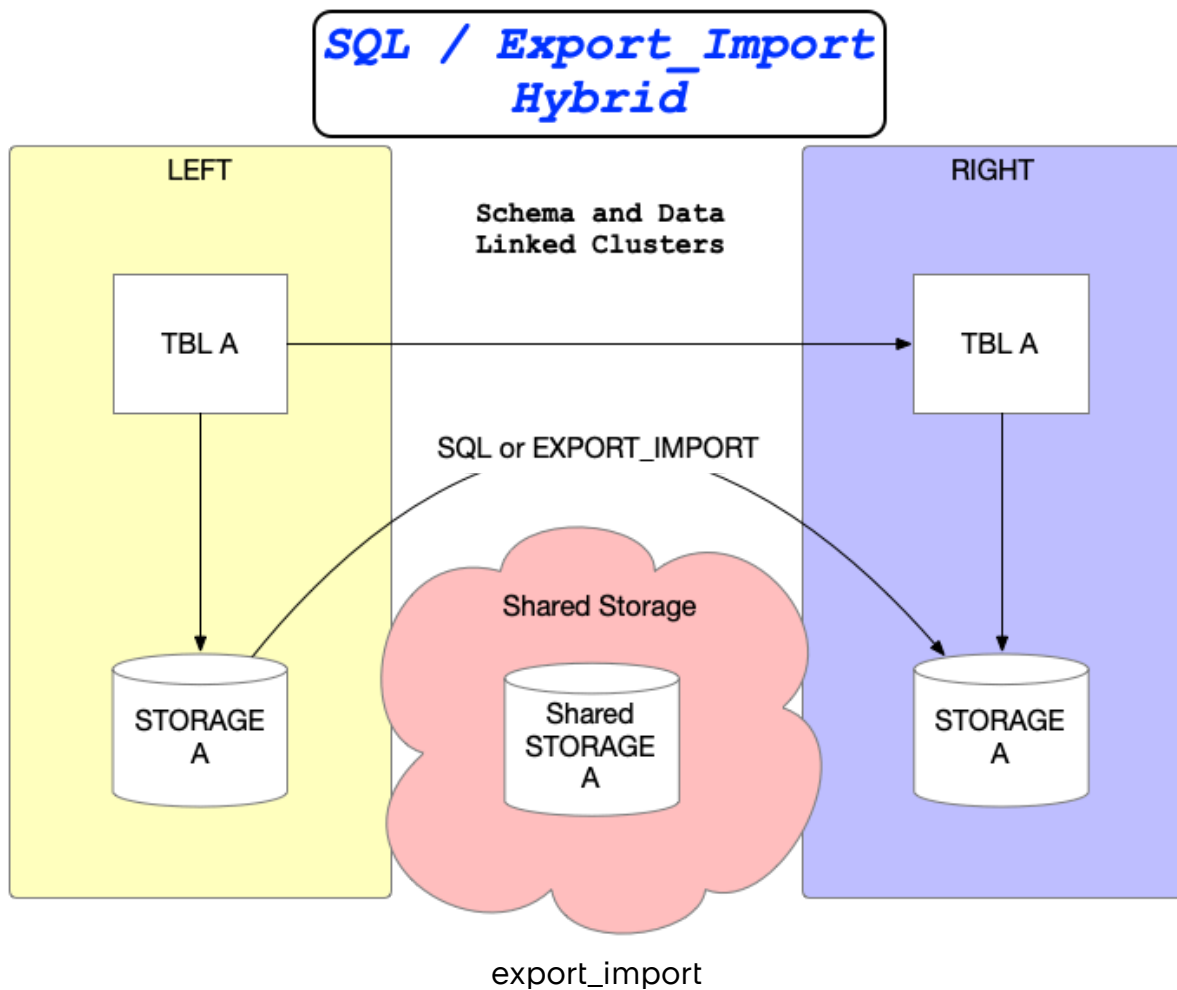 SQL / Export_Import
Hybrid
LEFT
RIGHT
Schema and Data
Linked Clusters
TBL A
TBL A
SQL or EXPORT_IMPORT
Shared Storage
STORAGE
A
Shared
STORAGE
A
STORAGE
A
export_import